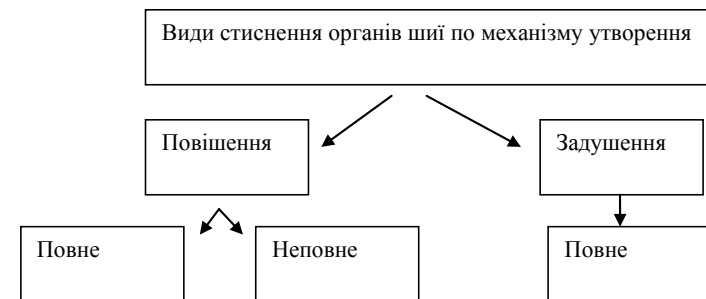 Види стиснення органів шиї по механізму утворення
Повішення
Задушення
Повне
Неповне
Повне